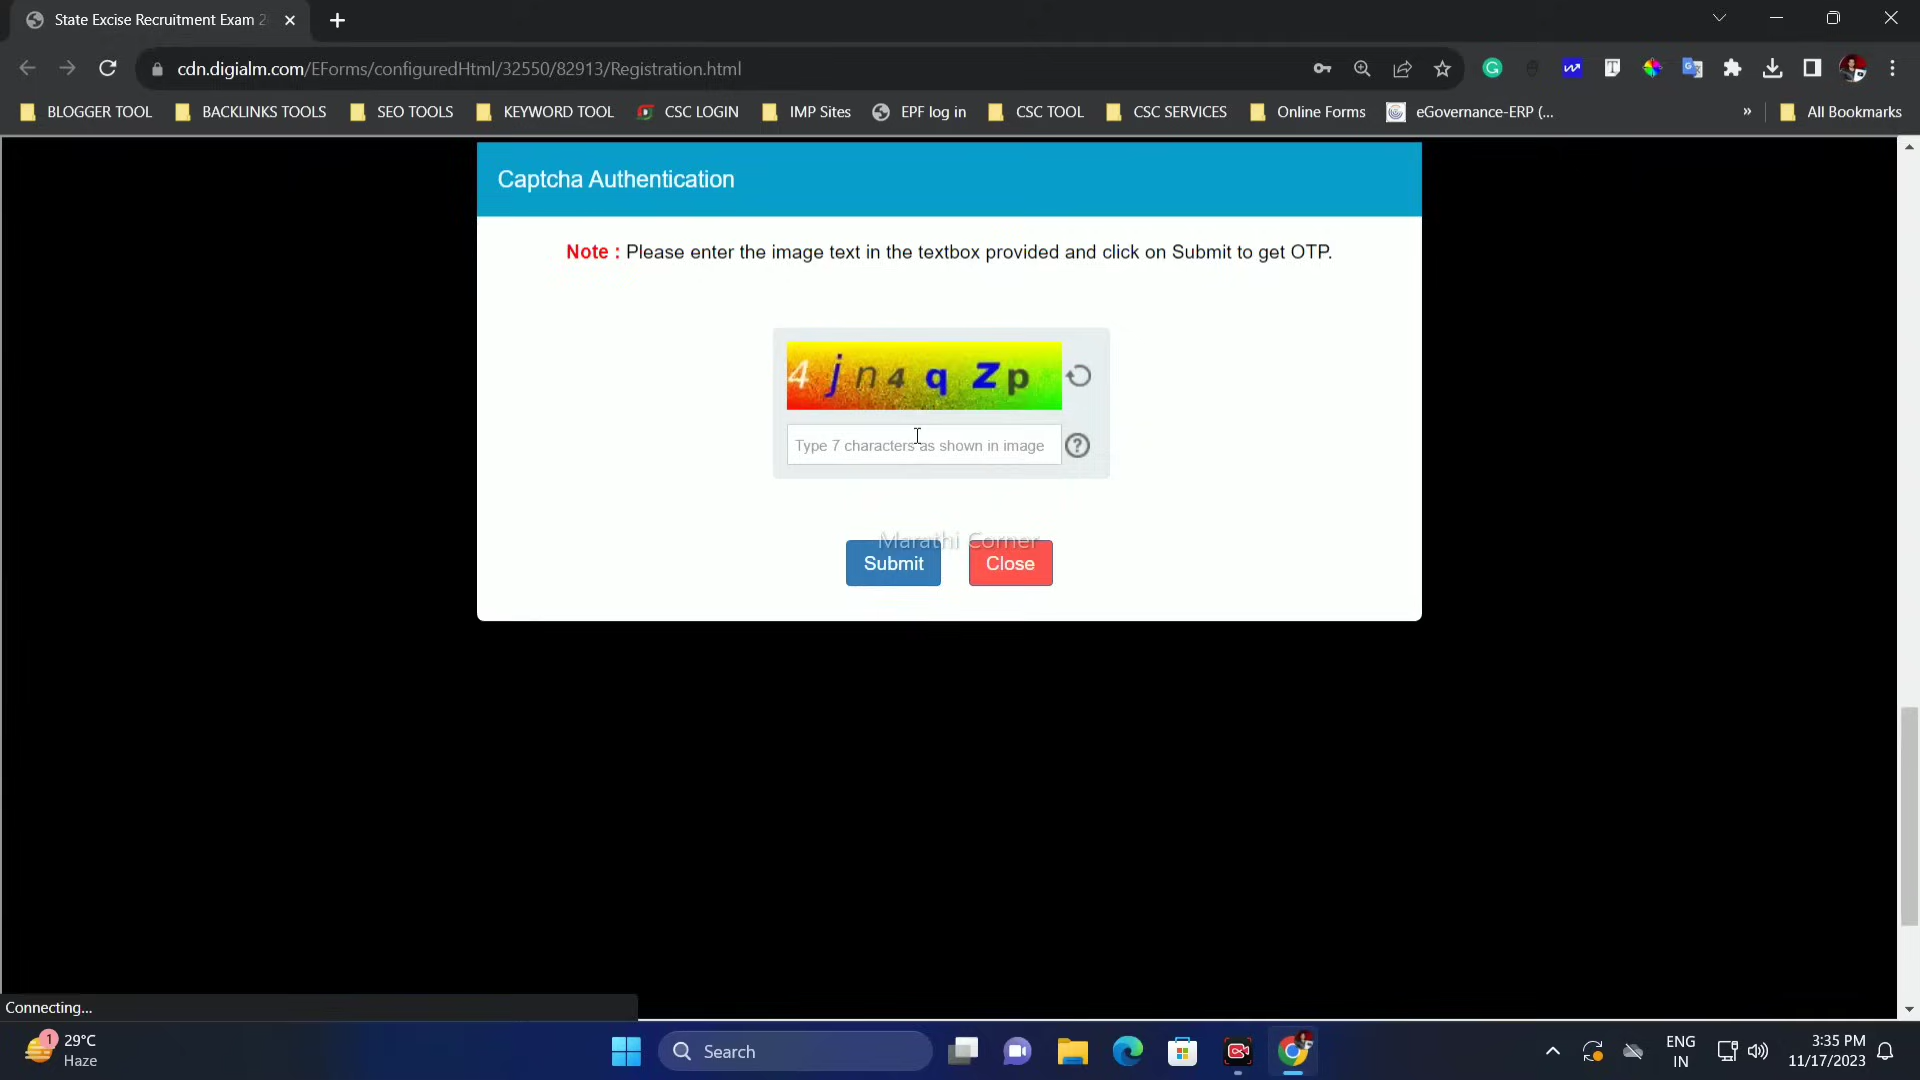 State Excise Recruitment Exam 2
cdn.digialm.com/EForms/configuredHtml/32550/82913/Registration.html
BLOGGER TOOL BACKLINKS TOOLS SEO TOOLS KEYWORD TOOL CSC LOGIN IMP Sites EPF log in CSC TOOL CSC SERVICES Online Forms eGovernance-ERP (... » All Bookmarks
Captcha Authentication
Note : Please enter the image text in the textbox provided and click on Submit to get OTP.
4 j n 4 q z p
Type 7 characters as shown in image
Marathi Corner
Submit Close
Connecting...
1 29°C
Haze
Search
ENG
IN
3:35 PM
11/17/2023